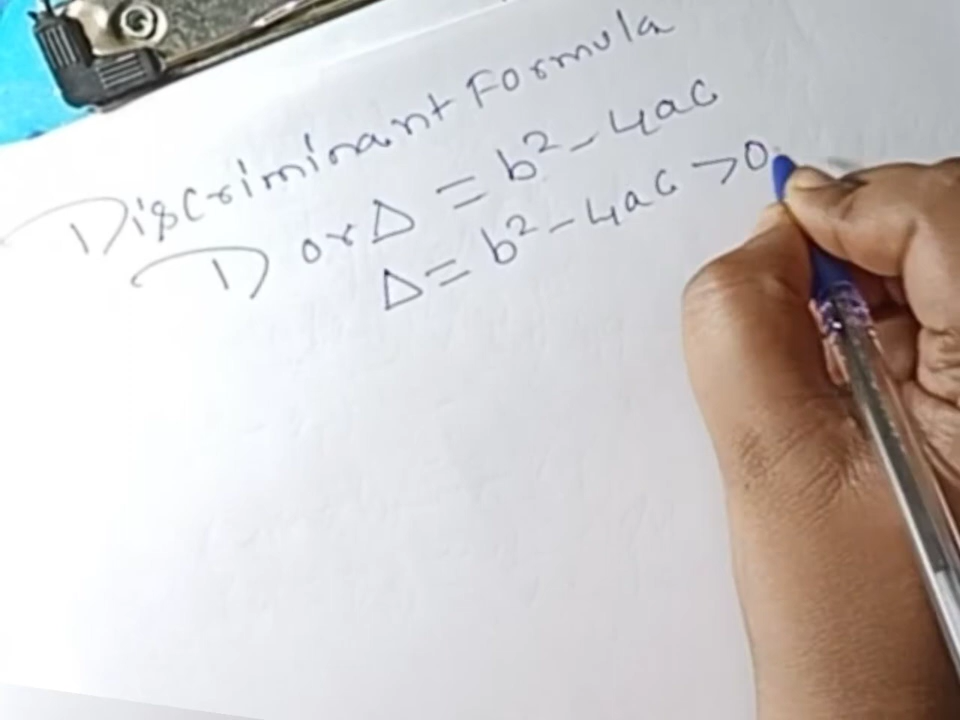 Discriminant Formula
D or Δ = b² - 4ac
Δ = b² - 4ac > 0